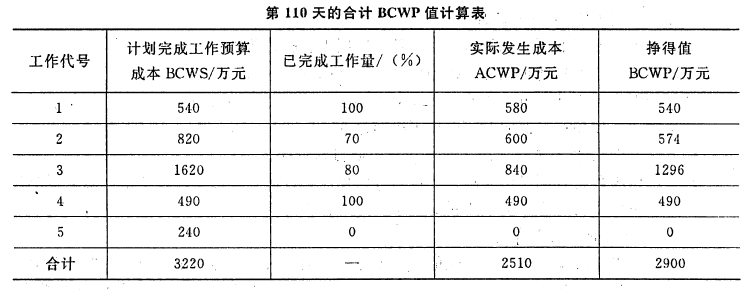 第 110 天的合计 BCWP 值计算表
工作代号 计划完成工作预算成本 BCWS/万元 已完成工作量/（%） 实际发生成本 ACWP/万元 挣得值 BCWP/万元
1 540 100 580 540
2 820 70 600 574
3 1620 80 840 1296
4 490 100 490 490
5 240 0 0 0
合计 3220 — 2510 2900